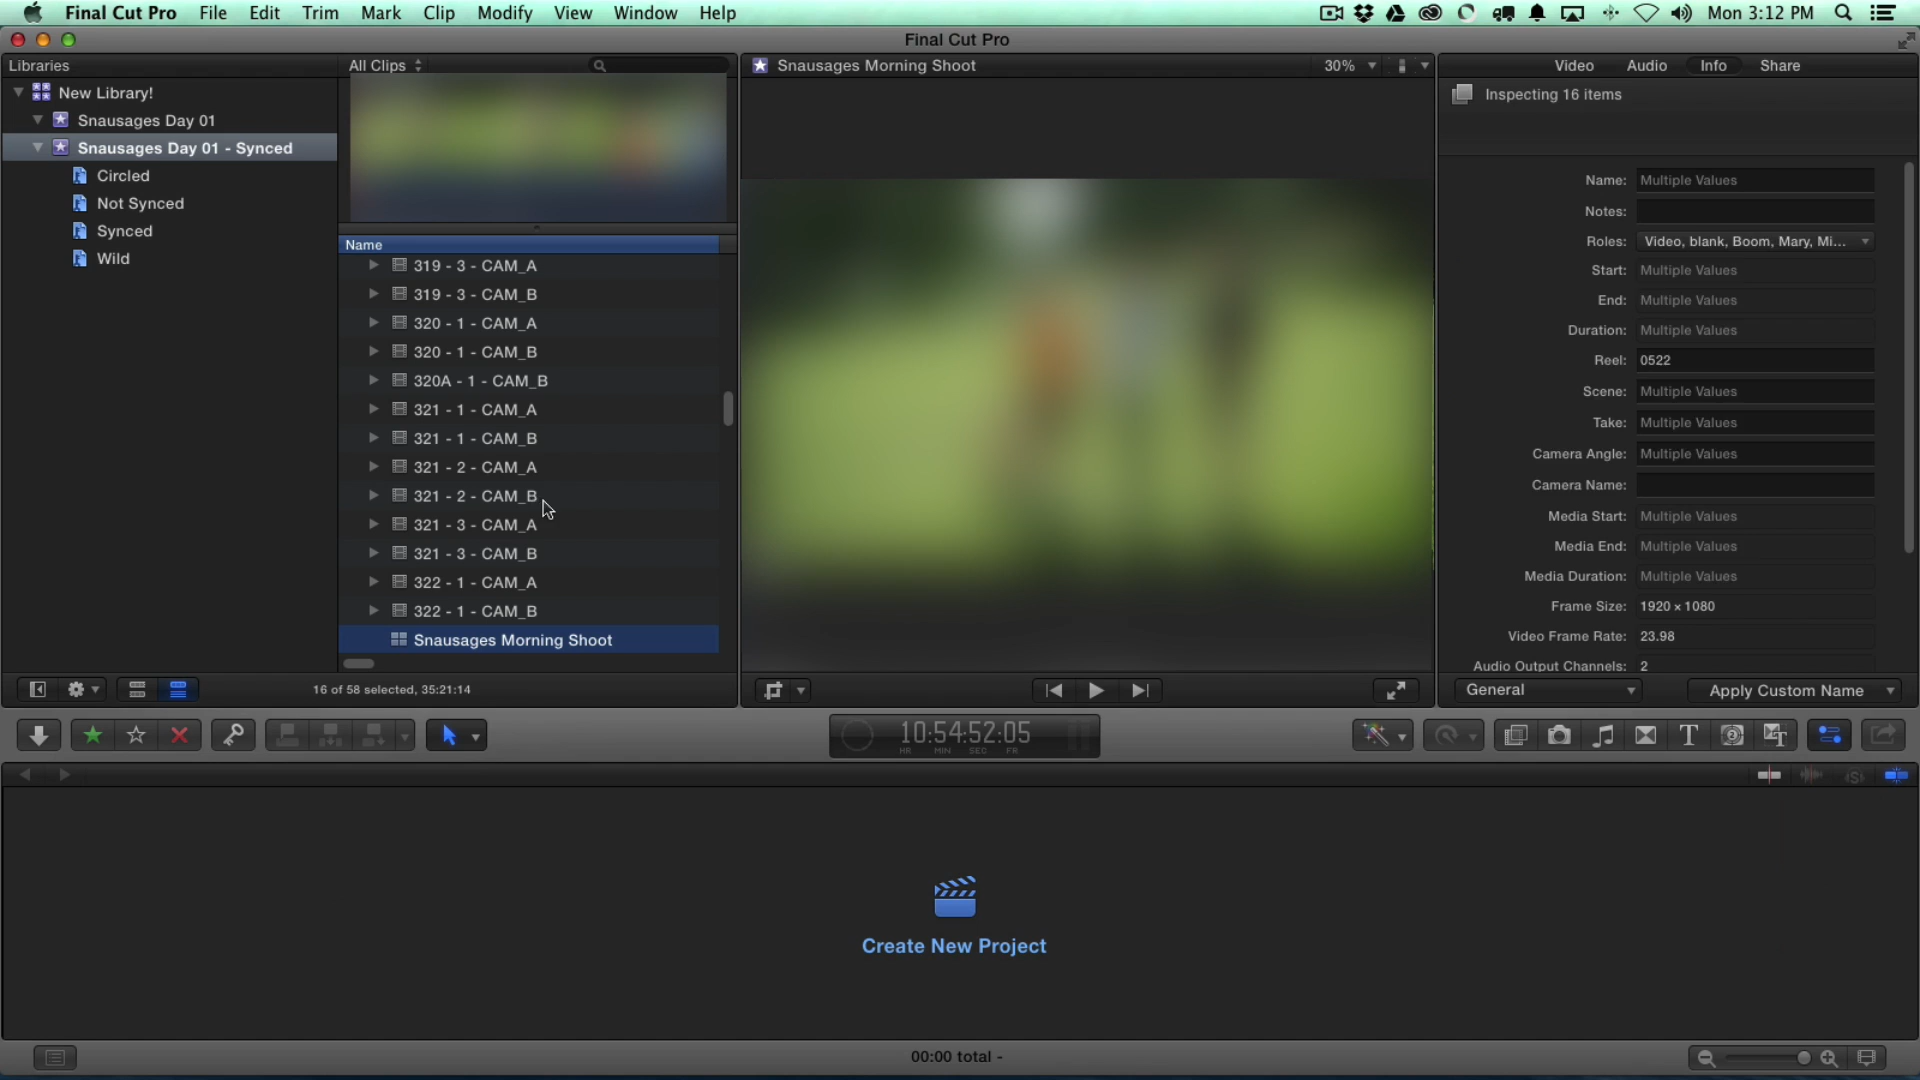 Final Cut Pro File Edit Trim Mark Clip Modify View Window Help Mon 3:12 PM
Final Cut Pro
Libraries
New Library!
Snausages Day 01
Snausages Day 01 - Synced
Circled
Not Synced
Synced
Wild
All Clips
Name
319 - 3 - CAM_A
319 - 3 - CAM_B
320 - 1 - CAM_A
320 - 1 - CAM_B
320A - 1 - CAM_B
321 - 1 - CAM_A
321 - 1 - CAM_B
321 - 2 - CAM_A
321 - 2 - CAM_B
321 - 3 - CAM_A
321 - 3 - CAM_B
322 - 1 - CAM_A
322 - 1 - CAM_B
Snausages Morning Shoot
16 of 58 selected, 35:21:14
Snausages Morning Shoot 30%
Video Audio Info Share
Inspecting 16 items
Name: Multiple Values
Notes:
Roles: Video, blank, Boom, Mary, Mi...
Start: Multiple Values
End: Multiple Values
Duration: Multiple Values
Reel: 0522
Scene: Multiple Values
Take: Multiple Values
Camera Angle: Multiple Values
Camera Name:
Media Start: Multiple Values
Media End: Multiple Values
Media Duration: Multiple Values
Frame Size: 1920 × 1080
Video Frame Rate: 23.98
Audio Output Channels: 2
General Apply Custom Name
10:54:52:05
HR MIN SEC FR
Create New Project
00:00 total -